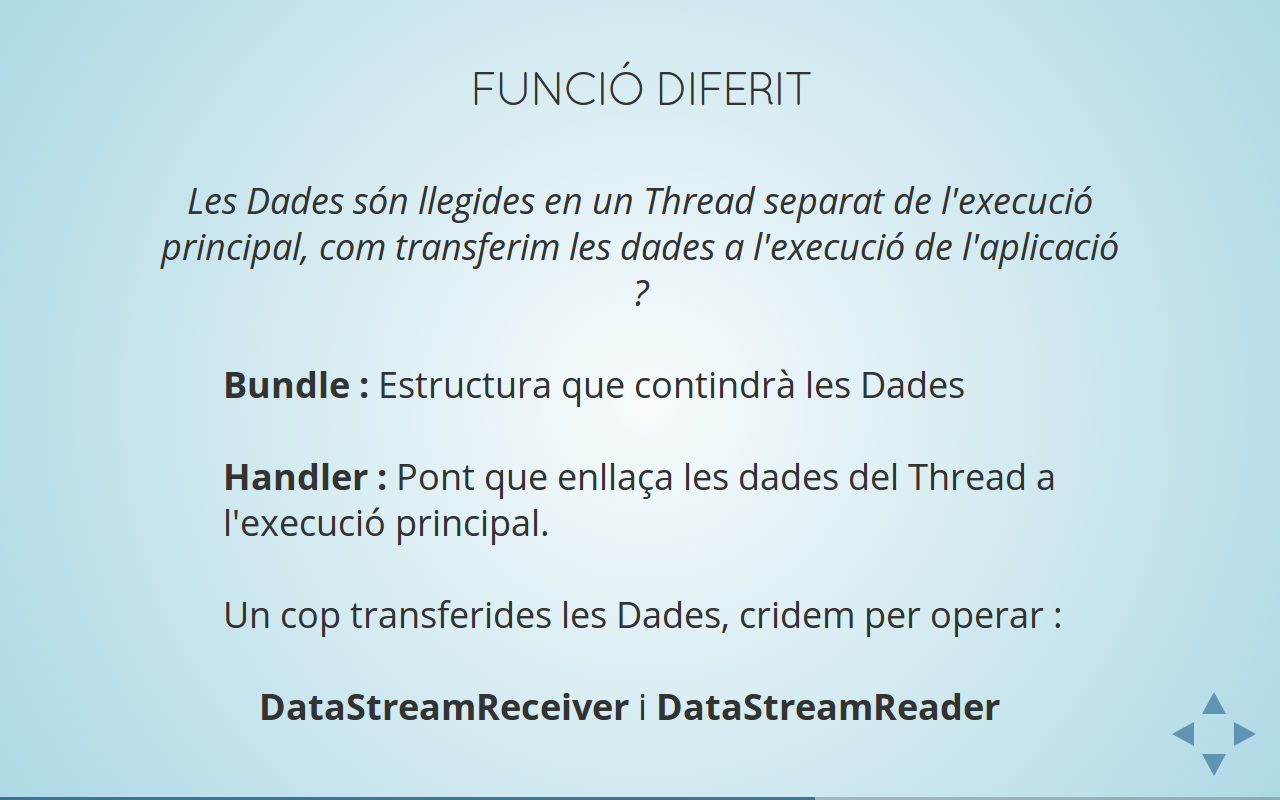 FUNCIÓ DIFERIT
Les Dades són llegides en un Thread separat de l'execució
principal, com transferim les dades a l'execució de l'aplicació
?
Bundle : Estructura que contindrà les Dades
Handler : Pont que enllaça les dades del Thread a
l'execució principal.
Un cop transferides les Dades, cridem per operar :
DataStreamReceiver i DataStreamReader